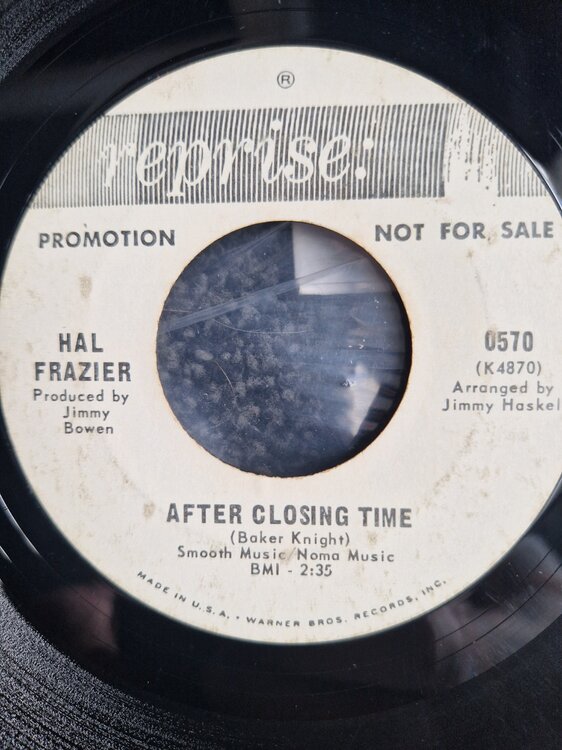 ®
reprise:
PROMOTION
NOT FOR SALE
HAL
FRAZIER
Produced by
Jimmy
Bowen
0570
(K4870)
Arranged by
Jimmy Haskel
AFTER CLOSING TIME
(Baker Knight)
Smooth Music/Noma Music
BMI - 2:35
MADE IN U.S.A. • WARNER BROS. RECORDS, INC.